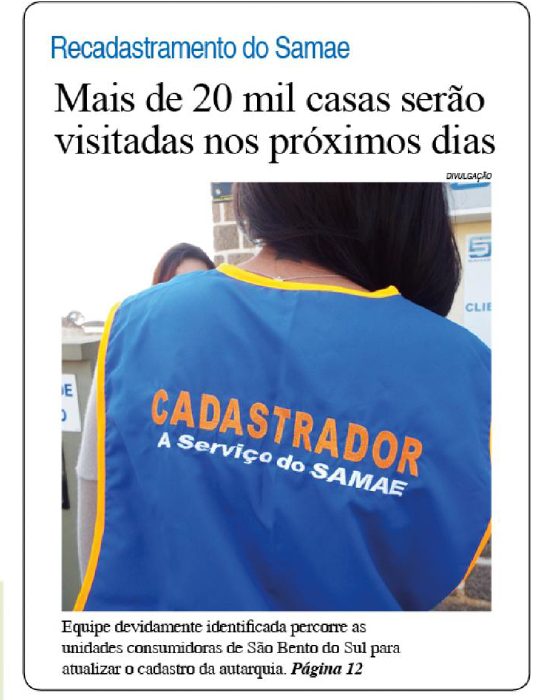 Recadastramento do Samae
Mais de 20 mil casas serão
visitadas nos próximos dias
DIVULGAÇÃO
CLIE
E
O
CADASTRADOR
A Serviço do SAMAE
Equipe devidamente identificada percorre as
unidades consumidoras de São Bento do Sul para
atualizar o cadastro da autarquia. Página 12